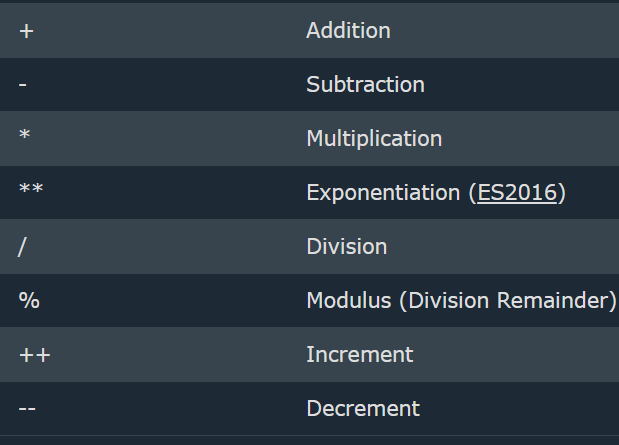 + Addition
- Subtraction
* Multiplication
** Exponentiation (ES2016)
/ Division
% Modulus (Division Remainder)
++ Increment
-- Decrement